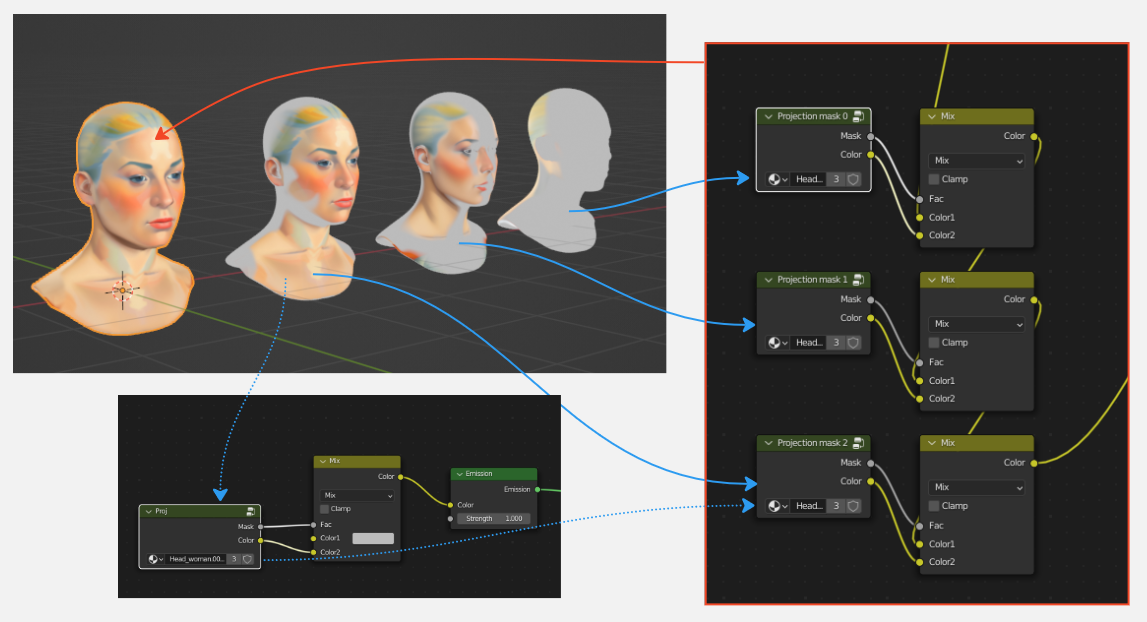 Projection mask 0
Mask
Color
Head... 3
Mix
Color
Mix
Clamp
Fac
Color1
Color2
Projection mask 1
Mask
Color
Head... 3
Mix
Color
Mix
Clamp
Fac
Color1
Color2
Projection mask 2
Mask
Color
Head... 3
Mix
Color
Mix
Clamp
Fac
Color1
Color2
Proj
Mask
Color
Head_woman.00... 3
Mix
Color
Mix
Clamp
Fac
Color1
Color2
Emission
Emission
Color
Strength 1.000